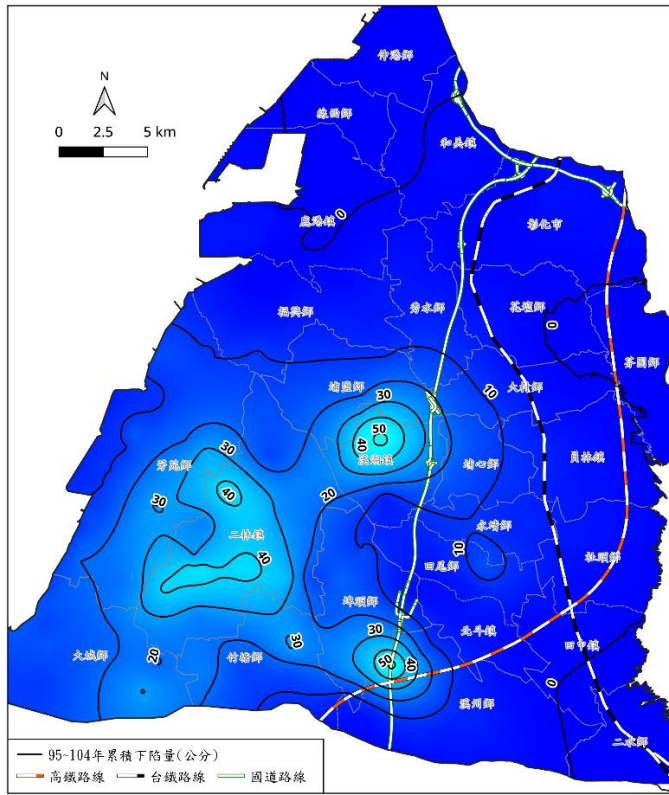 伸港鄉
N
線西鄉
0 2.5 5 km
和美鎮
0
鹿港鎮
彰化市
福興鄉
秀水鄉
花壇鄉
0
芬園鄉
埔鹽鄉
30
10
大村鄉
50
40
30
芳苑鄉
溪湖鎮
埔心鄉
員林鎮
40
20
30
永靖鄉
二林鎮
10
40
田尾鄉
社頭鄉
埤頭鄉
30
北斗鎮
20
30
田中鎮
大城鄉
竹塘鄉
50
40
0
溪州鄉
二水鄉
95~104年累積下陷量(公分)
高鐵路線 台鐵路線 國道路線